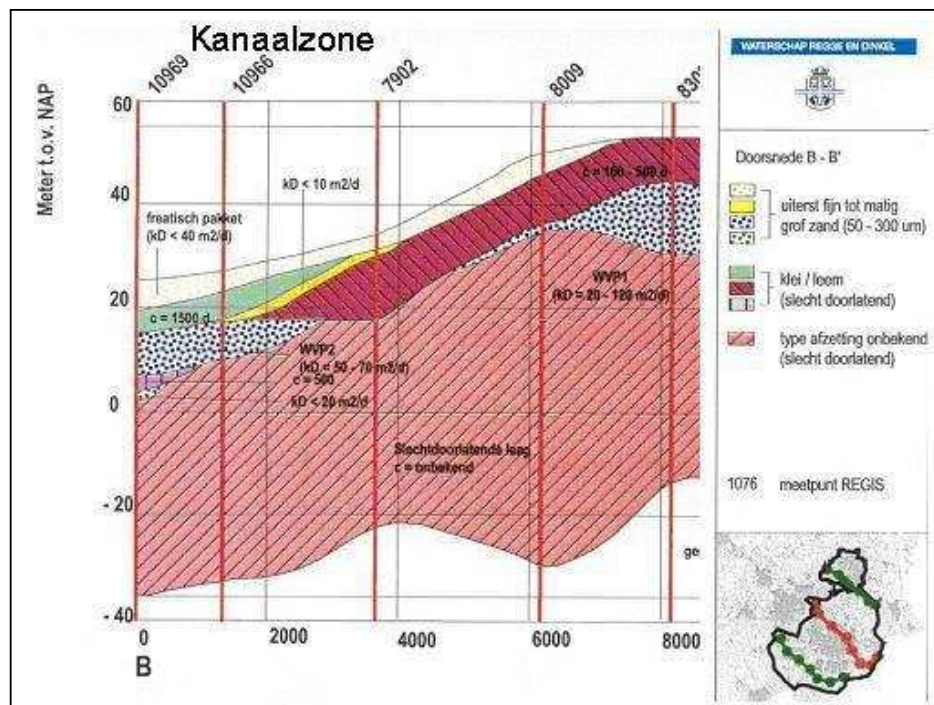 Kanaalzone
10969
10966
7902
8009
830
Meter t.o.v. NAP
60
40
20
0
- 20
- 40
kD < 10 m2/d
freatisch pakket
(kD < 40 m2/d)
c = 100 - 500 d
WVP1
(kD = 20 - 120 m2/d)
c = 1500 d
WVP2
(kD = 50 - 70 m2/d)
c = 500
kD < 20 m2/d
Slechtdoorlatende laag
c = onbekend
ge
0
2000
4000
6000
8000
B
WATERSCHAP REGGE EN DINKEL
Doorsnede B - B'
uiterst fijn tot matig
grof zand (50 - 300 um)
klei / leem
(slecht doorlatend)
type afzetting onbekend
(slecht doorlatend)
1076 meetpunt REGIS